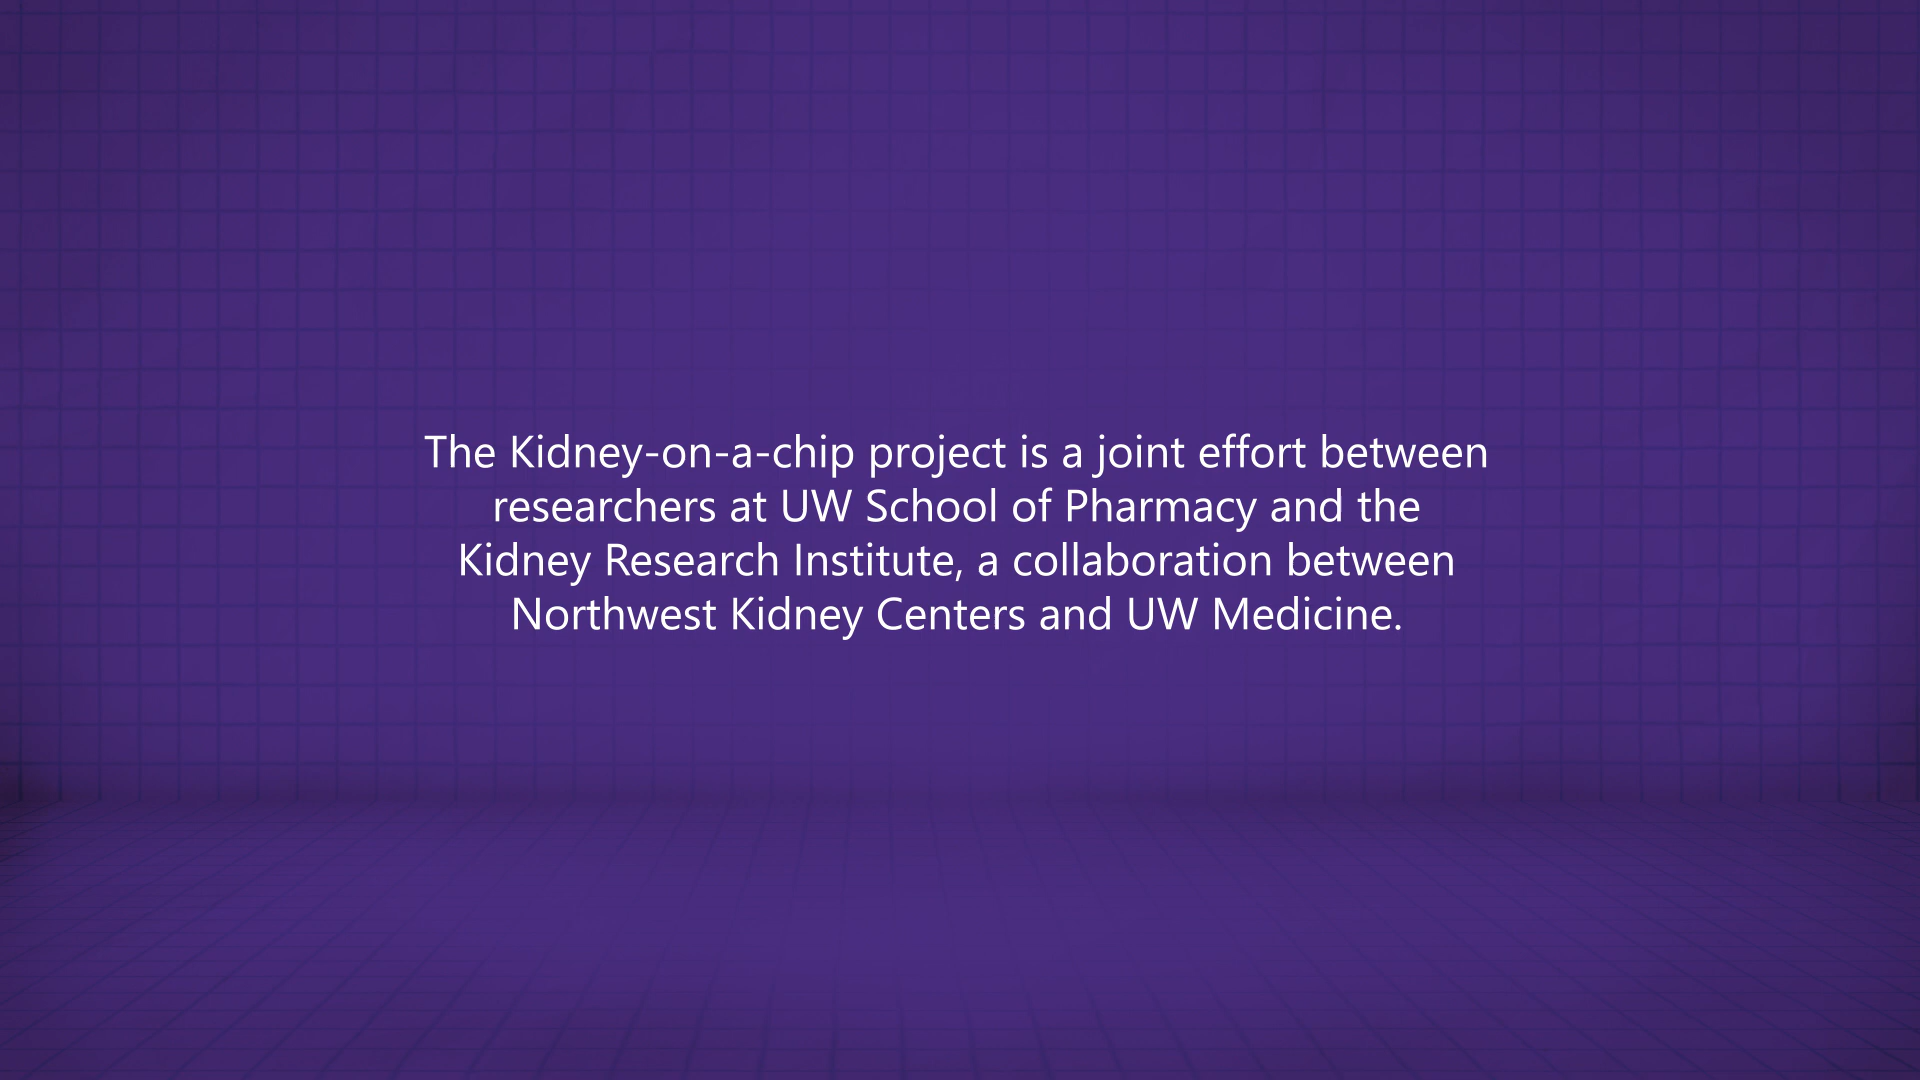 The Kidney-on-a-chip project is a joint effort between
researchers at UW School of Pharmacy and the
Kidney Research Institute, a collaboration between
Northwest Kidney Centers and UW Medicine.